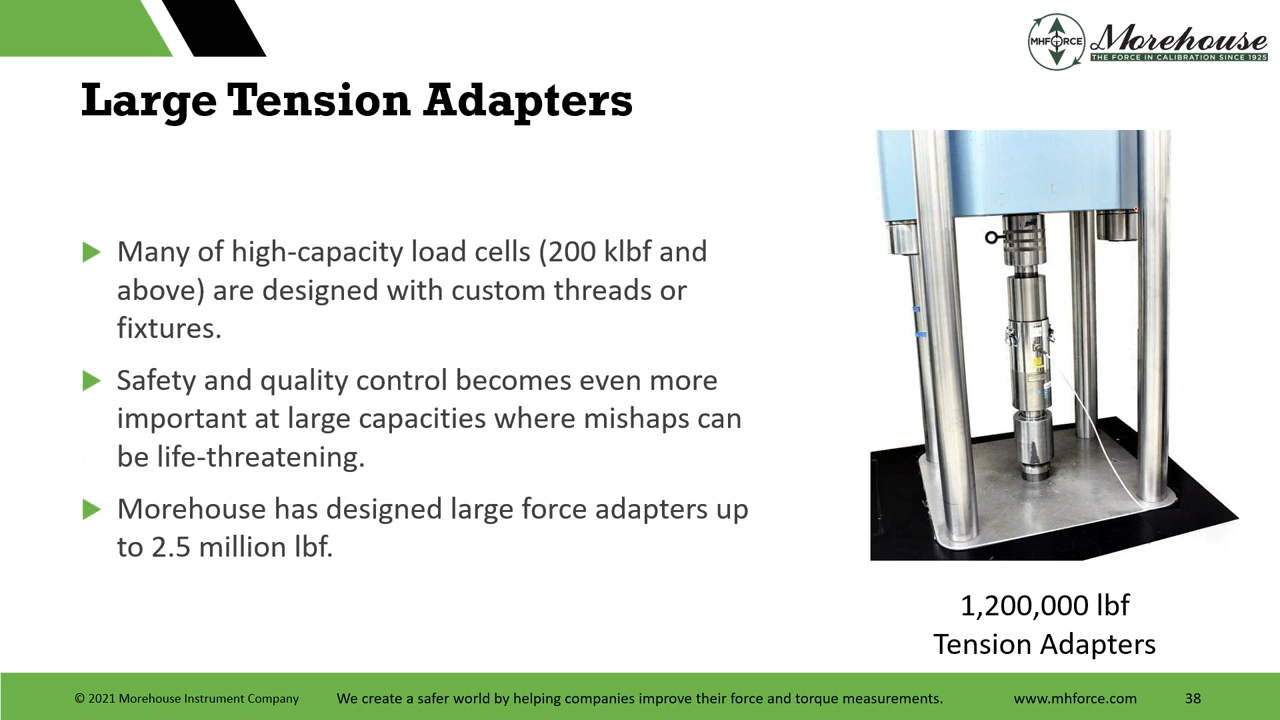 MHFORCE
Morehouse
THE FORCE IN CALIBRATION SINCE 1925
Large Tension Adapters
Many of high-capacity load cells (200 klbf and
above) are designed with custom threads or
fixtures.
Safety and quality control becomes even more
important at large capacities where mishaps can
be life-threatening.
Morehouse has designed large force adapters up
to 2.5 million lbf.
1,200,000 lbf
Tension Adapters
© 2021 Morehouse Instrument Company
We create a safer world by helping companies improve their force and torque measurements.
www.mhforce.com
38